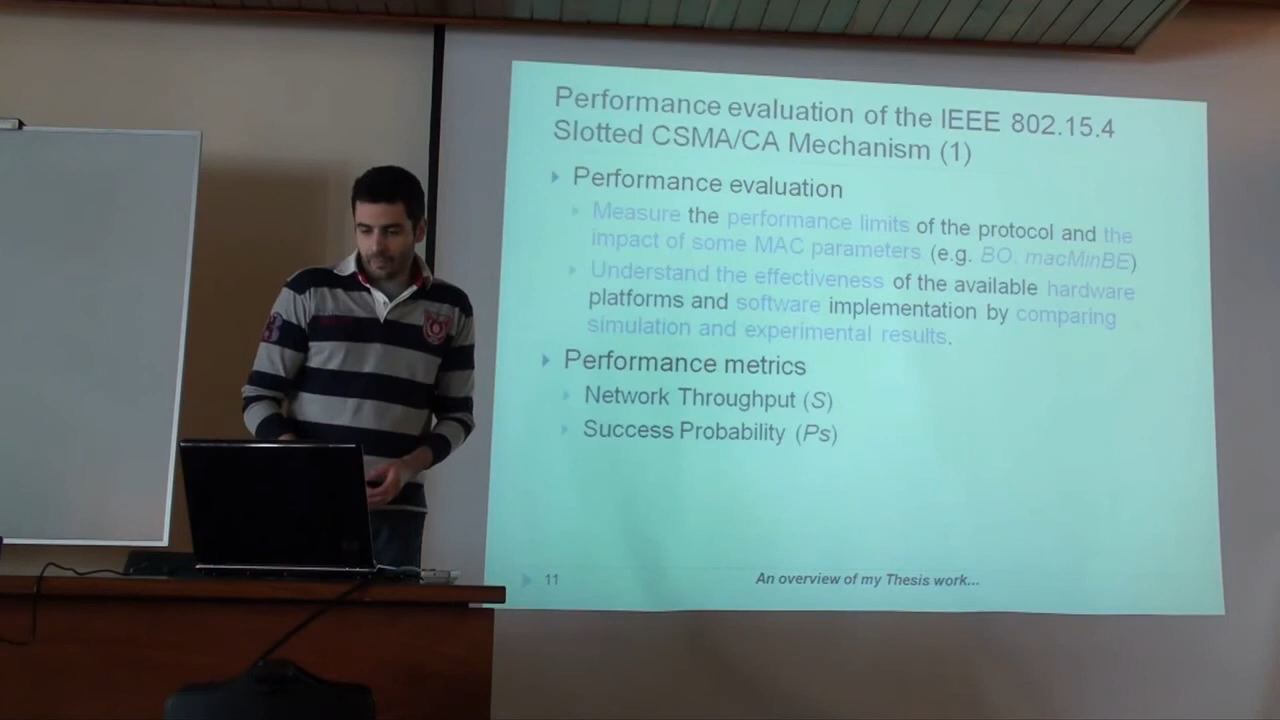 Performance evaluation of the IEEE 802.15.4
Slotted CSMA/CA Mechanism (1)
Performance evaluation
Measure the performance limits of the protocol and the
impact of some MAC parameters (e.g. BO. macMinBE)
Understand the effectiveness of the available hardware
platforms and software implementation by comparing
simulation and experimental results.
Performance metrics
Network Throughput (S)
Success Probability (Ps)
11
An overview of my Thesis work...